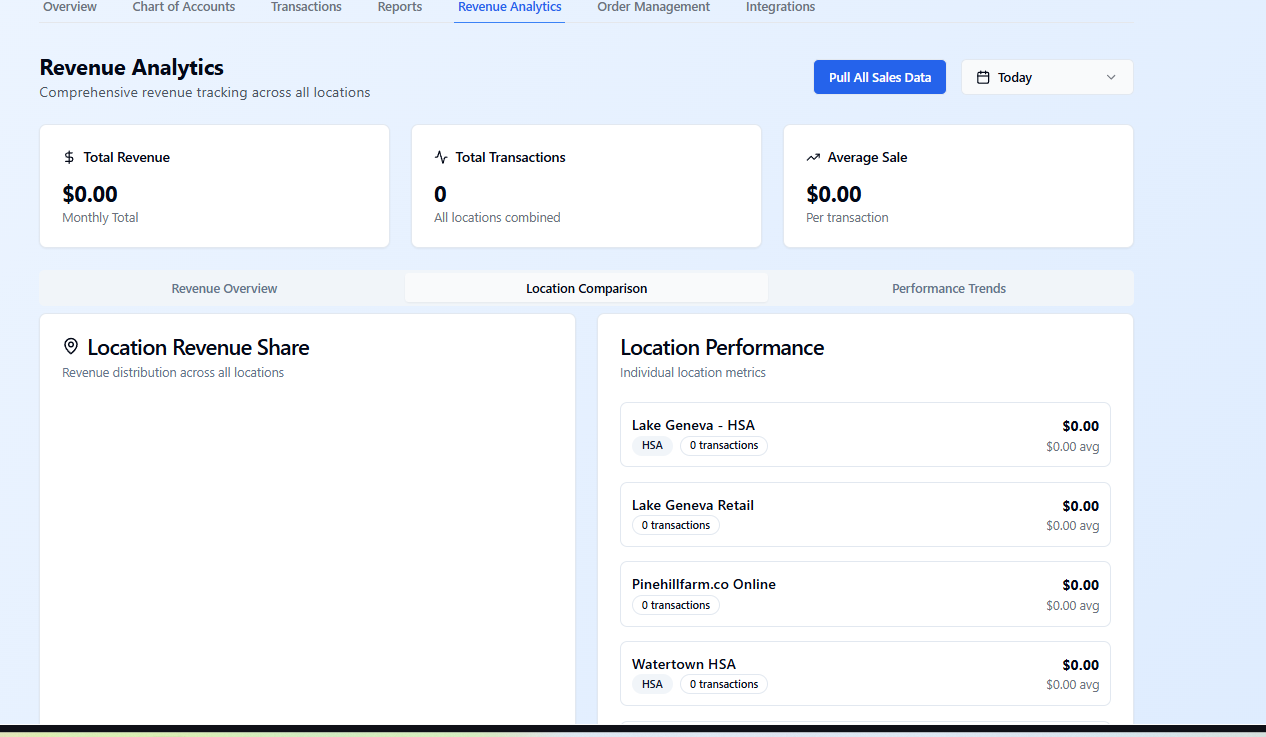 Overview Chart of Accounts Transactions Reports Revenue Analytics Order Management Integrations
Revenue Analytics
Comprehensive revenue tracking across all locations
Pull All Sales Data
Today
Total Revenue
$0.00
Monthly Total
Total Transactions
0
All locations combined
Average Sale
$0.00
Per transaction
Revenue Overview Location Comparison Performance Trends
Location Revenue Share
Revenue distribution across all locations
Location Performance
Individual location metrics
Lake Geneva - HSA $0.00
HSA 0 transactions $0.00 avg
Lake Geneva Retail $0.00
0 transactions $0.00 avg
Pinehillfarm.co Online $0.00
0 transactions $0.00 avg
Watertown HSA $0.00
HSA 0 transactions $0.00 avg